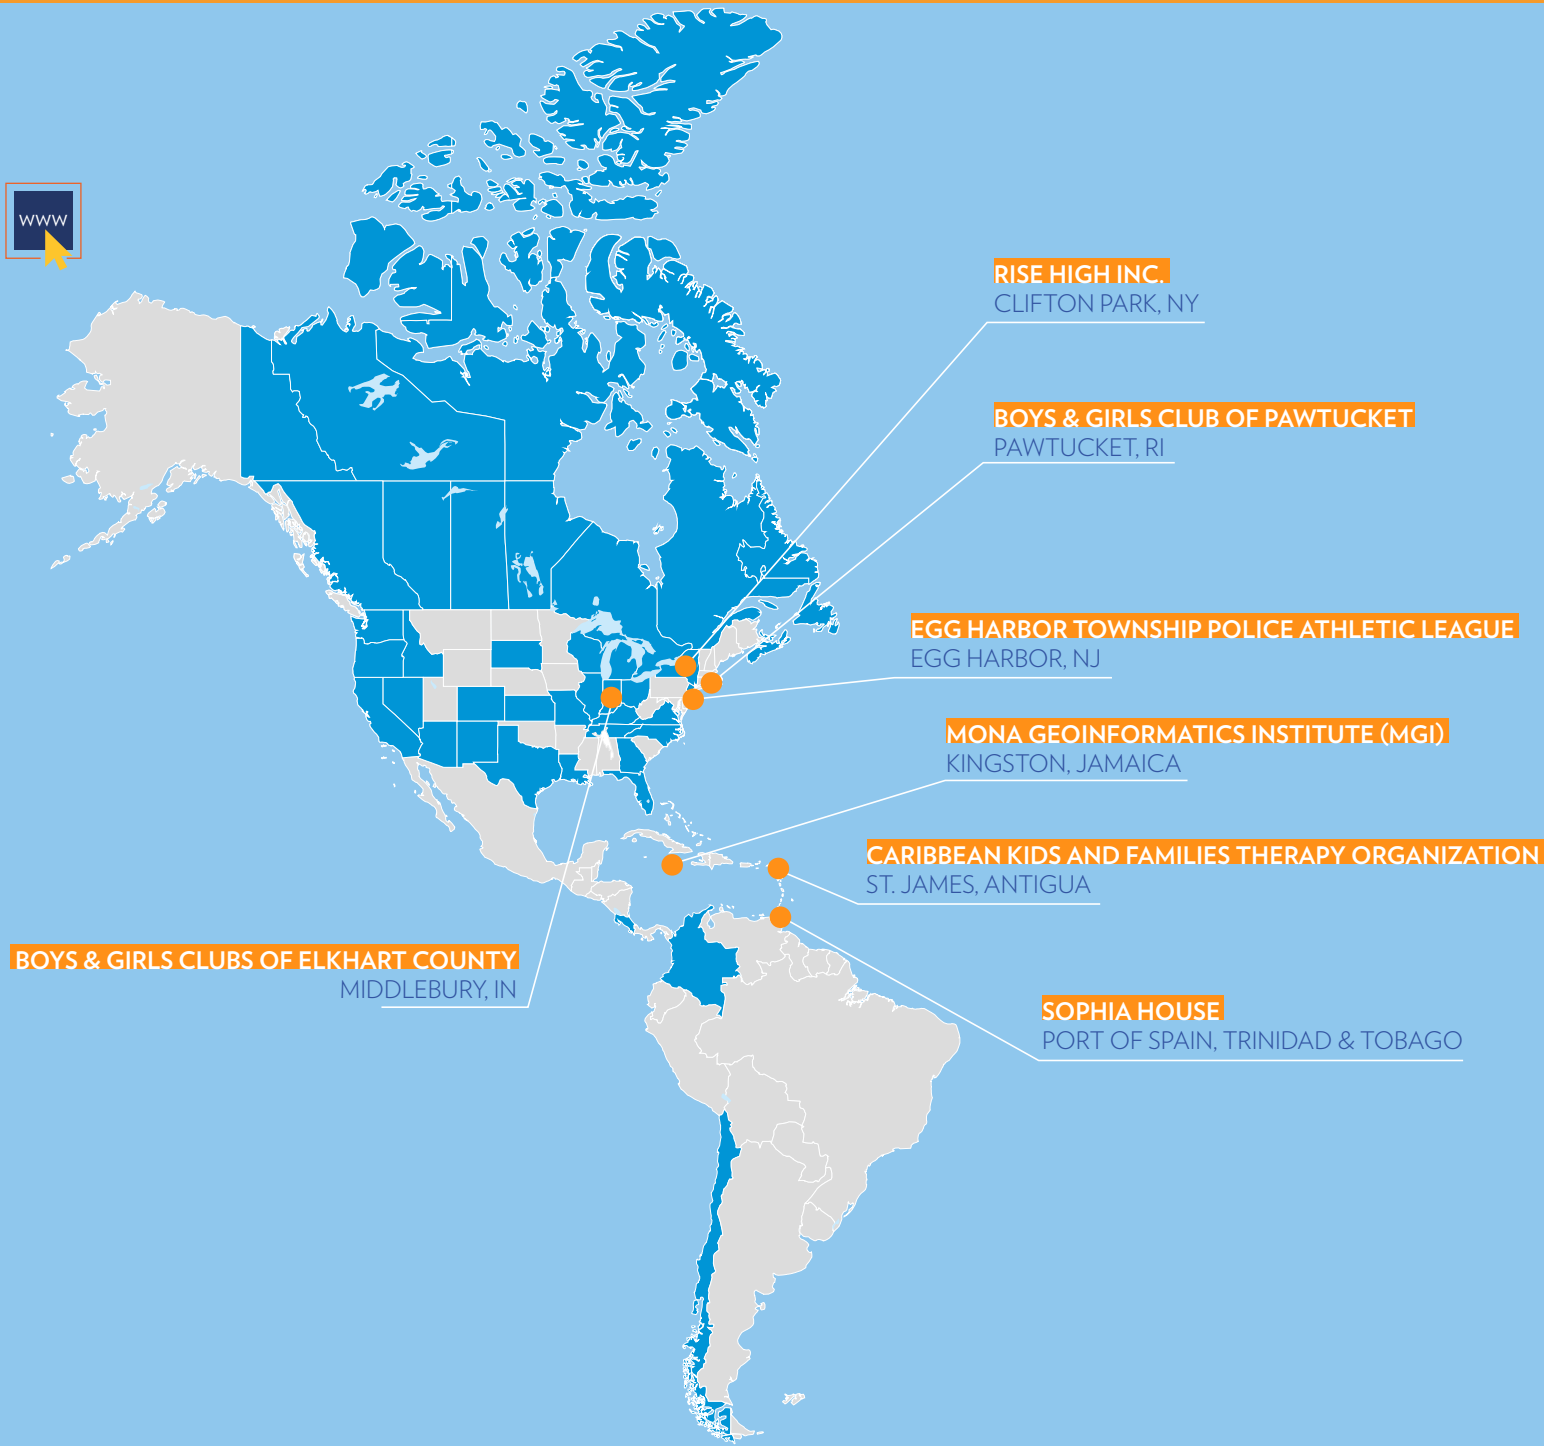 WWW
RISE HIGH INC.
CLIFTON PARK, NY
BOYS & GIRLS CLUB OF PAWTUCKET
PAWTUCKET, RI
EGG HARBOR TOWNSHIP POLICE ATHLETIC LEAGUE
EGG HARBOR, NJ
MONA GEOINFORMATICS INSTITUTE (MGI)
KINGSTON, JAMAICA
CARIBBEAN KIDS AND FAMILIES THERAPY ORGANIZATION
ST. JAMES, ANTIGUA
BOYS & GIRLS CLUBS OF ELKHART COUNTY
MIDDLEBURY, IN
SOPHIA HOUSE
PORT OF SPAIN, TRINIDAD & TOBAGO